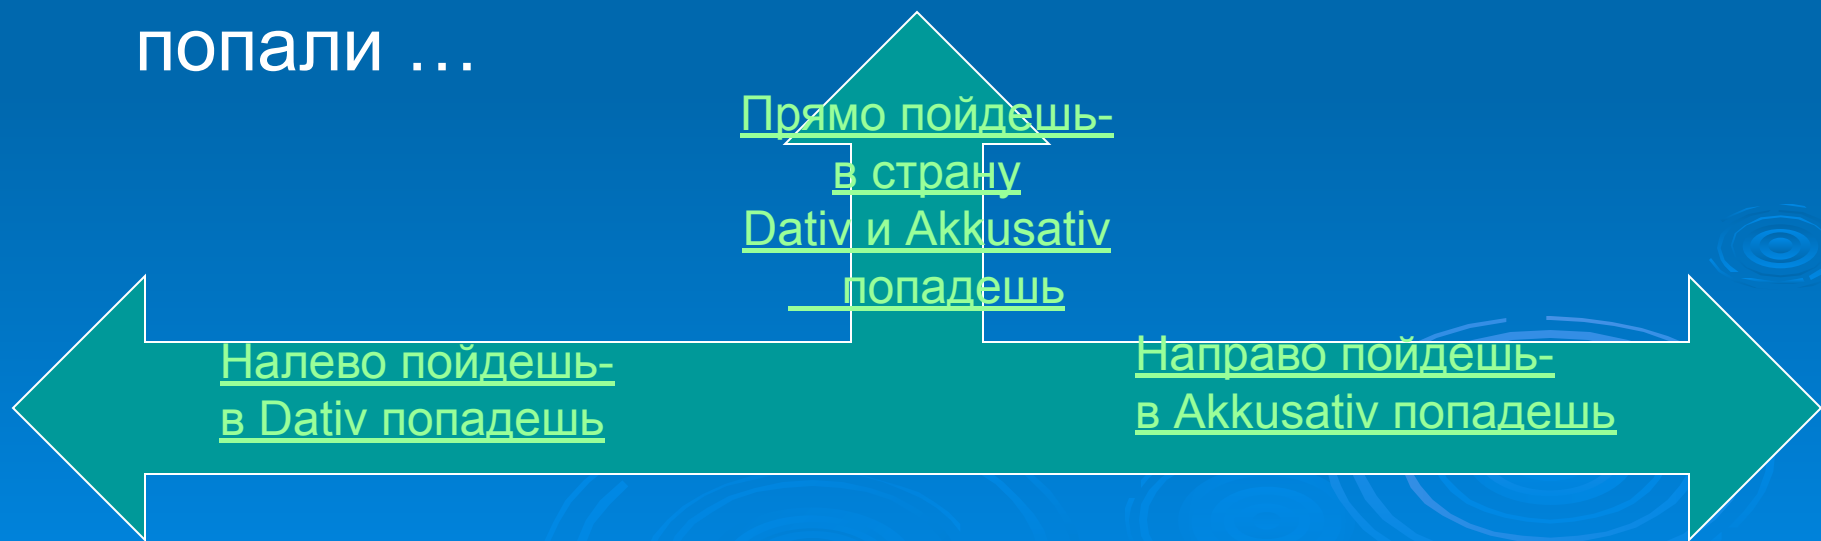 попали …
Прямо пойдешь-
в страну
Dativ и Akkusativ
попадешь
Налево пойдешь-
в Dativ попадешь
Направо пойдешь-
в Akkusativ попадешь